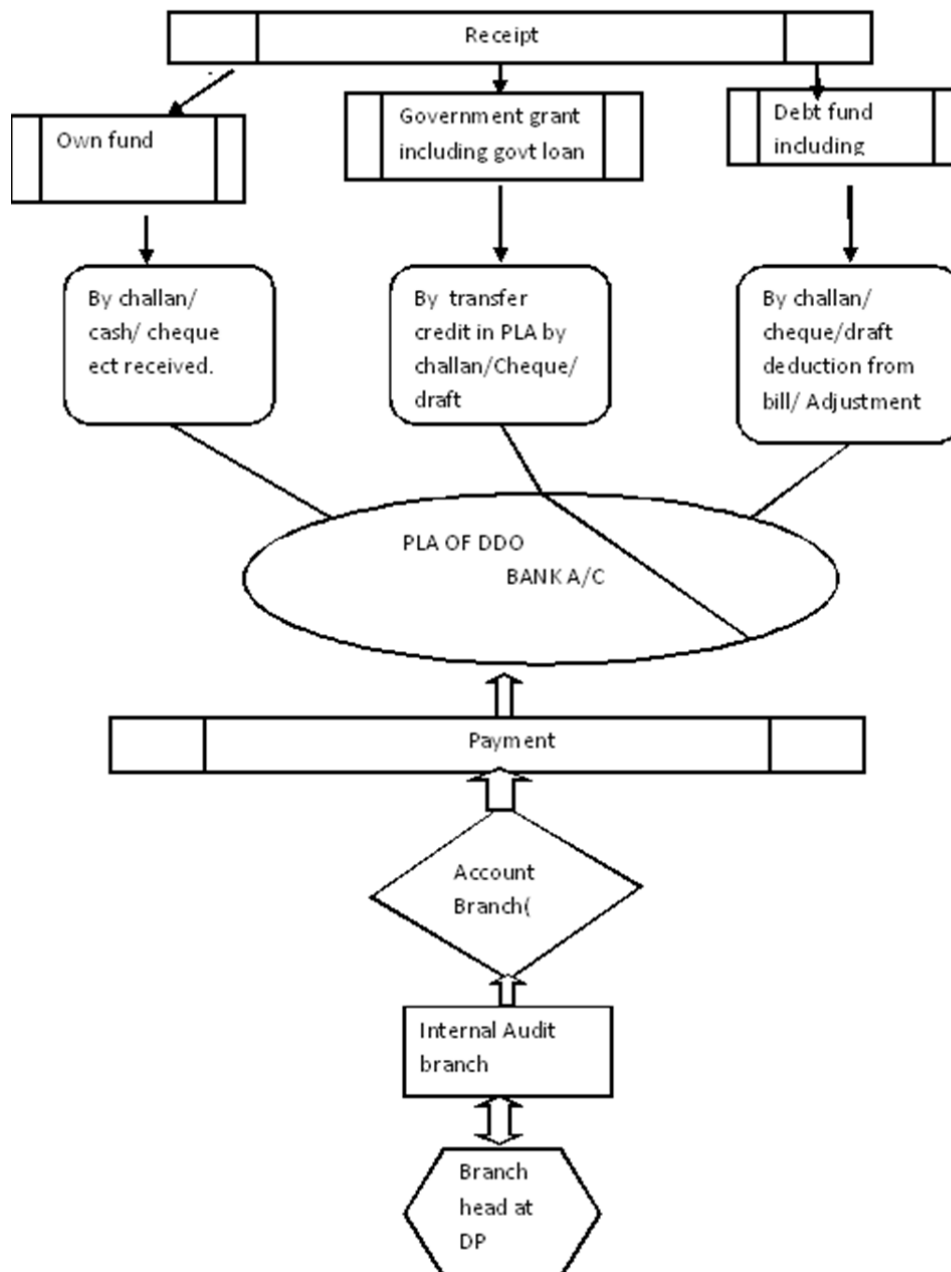 Receipt
Own fund
Government grant
including govt loan
Debt fund
including
By challan/
cash/ cheque
ect received.
By transfer
credit in PLA by
challan/Cheque/
draft
By challan/
cheque/draft
deduction from
bill/ Adjustment
PLA OF DDO
BANK A/C
Payment
Account
Branch(
Internal Audit
branch
Branch
head at
DP